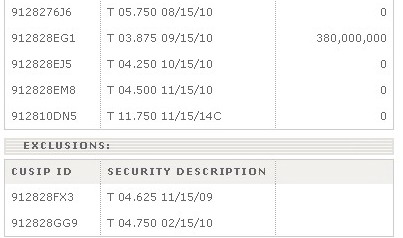 9128276J6 T 05.750 08/15/10 0
912828EG1 T 03.875 09/15/10 380,000,000
912828EJ5 T 04.250 10/15/10 0
912828EM8 T 04.500 11/15/10 0
912810DN5 T 11.750 11/15/14C 0
EXCLUSIONS:
CUSIP ID SECURITY DESCRIPTION
912828FX3 T 04.625 11/15/09
912828GG9 T 04.750 02/15/10